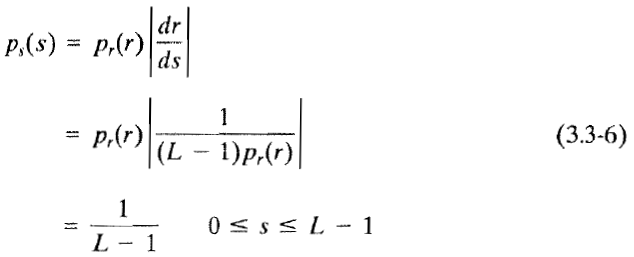 p_s(s) = p_r(r) |dr/ds|
= p_r(r) |1/((L − 1)p_r(r))| (3.3-6)
= 1/(L − 1) 0 ≤ s ≤ L − 1